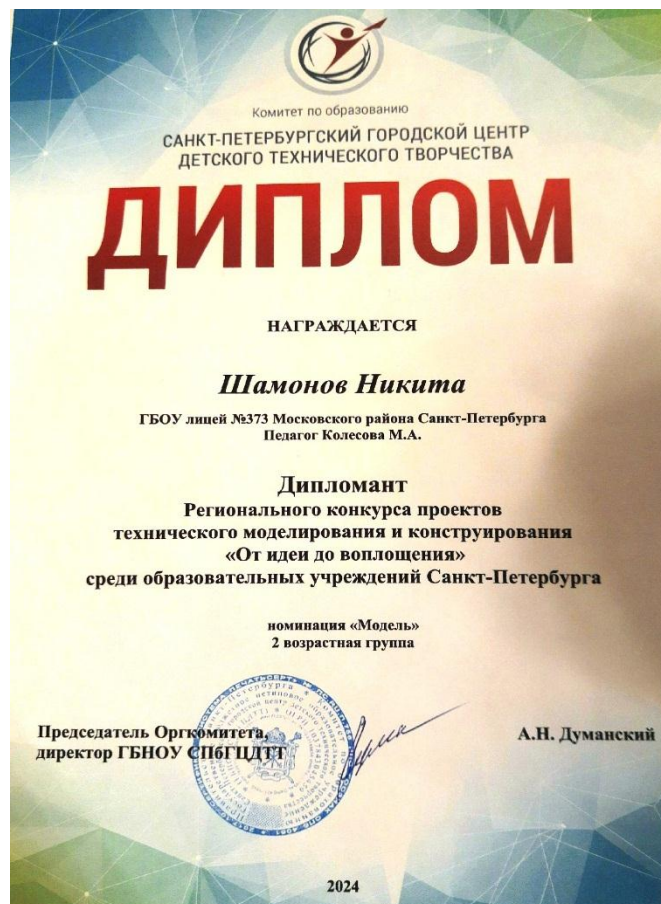 Комитет по образованию
САНКТ-ПЕТЕРБУРГСКИЙ ГОРОДСКОЙ ЦЕНТР
ДЕТСКОГО ТЕХНИЧЕСКОГО ТВОРЧЕСТВА
ДИПЛОМ
НАГРАЖДАЕТСЯ
Шамонов Никита
ГБОУ лицей №373 Московского района Санкт-Петербурга
Педагог Колесова М.А.
Дипломант
Регионального конкурса проектов
технического моделирования и конструирования
«От идеи до воплощения»
среди образовательных учреждений Санкт-Петербурга
номинация «Модель»
2 возрастная группа
Председатель Оргкомитета,
директор ГБНОУ СПбГЦДТТ
А.Н. Думанский
2024